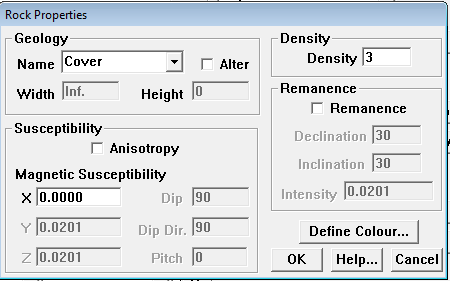 Rock Properties
Geology
Name Cover Alter
Width Inf. Height 0
Susceptibility
Anisotropy
Magnetic Susceptibility
X 0.0000 Dip 90
Y 0.0201 Dip Dir. 90
Z 0.0201 Pitch 0
Density
Density 3
Remanence
Remanence
Declination 30
Inclination 30
Intensity 0.0201
Define Colour...
OK Help... Cancel